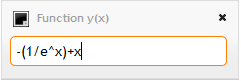 Function y(x)
-(1/e^x)+x